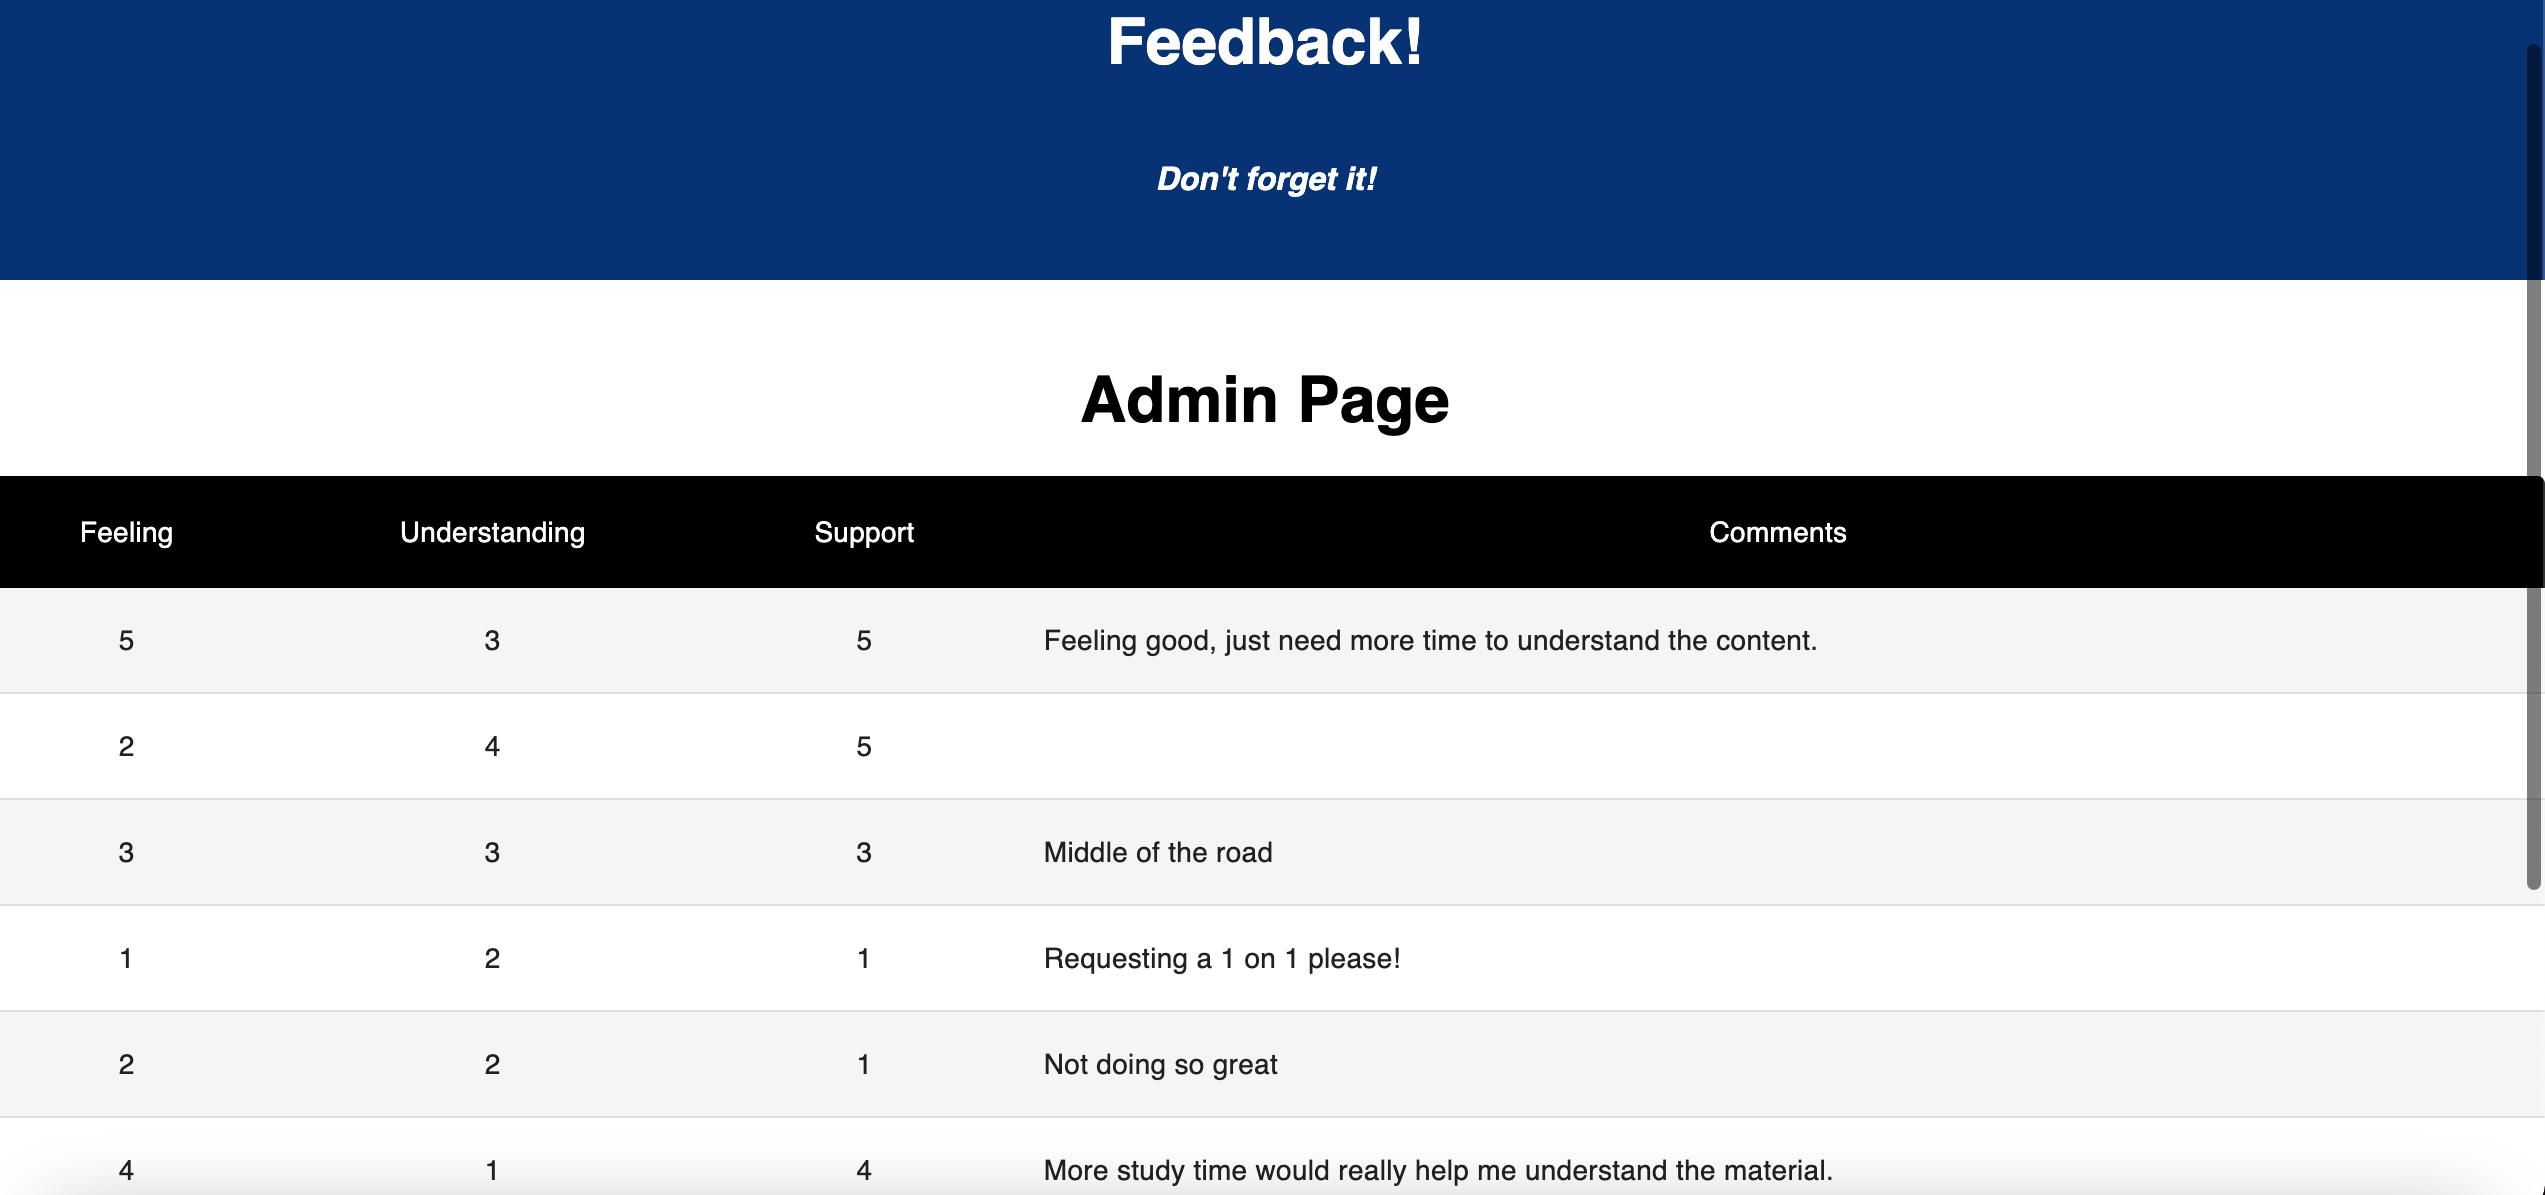 Feedback!
Don't forget it!
Admin Page
Feeling Understanding Support Comments
5 3 5 Feeling good, just need more time to understand the content.
2 4 5
3 3 3 Middle of the road
1 2 1 Requesting a 1 on 1 please!
2 2 1 Not doing so great
4 1 4 More study time would really help me understand the material.